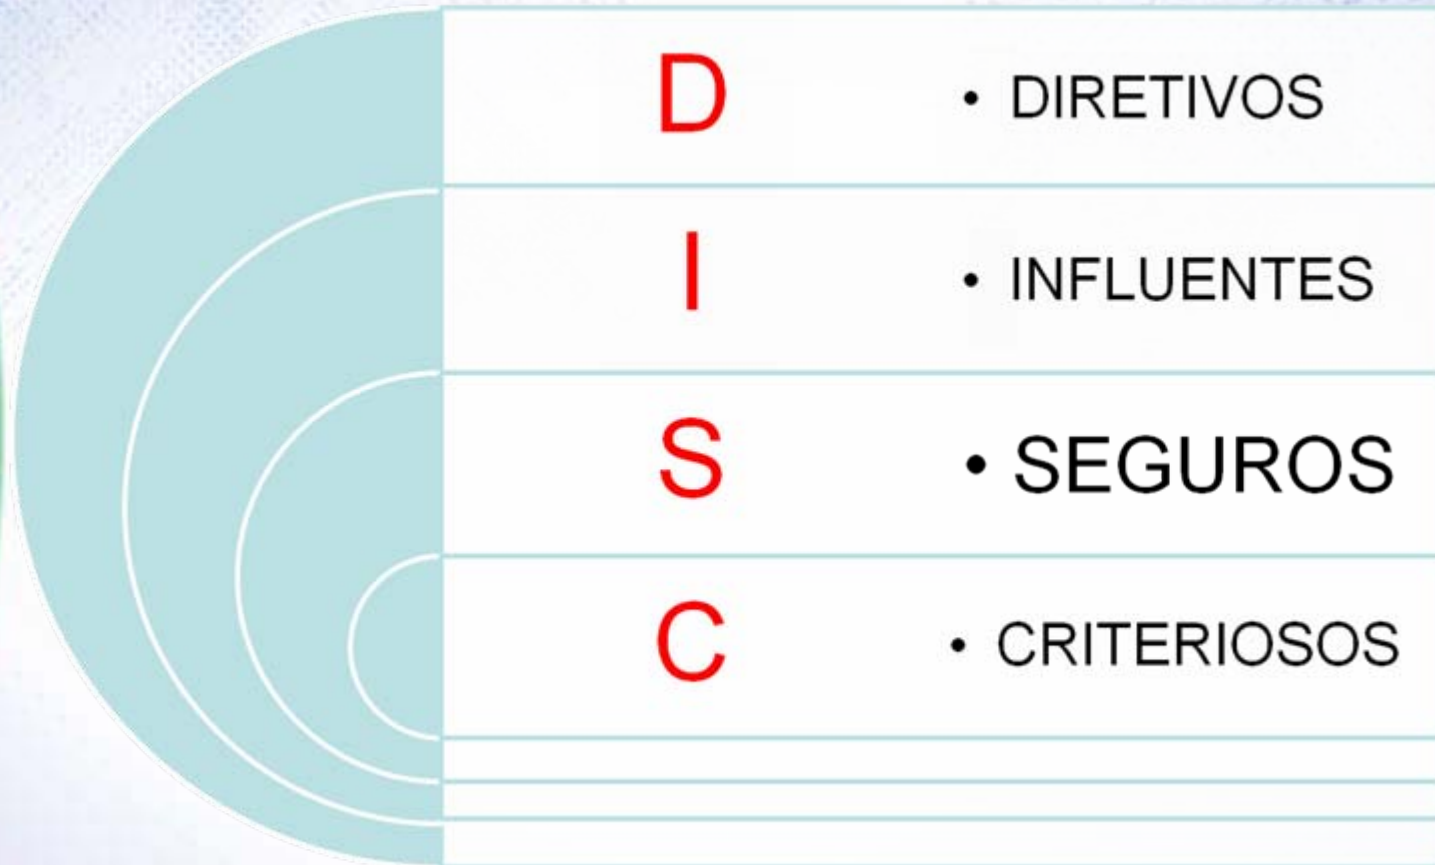 D • DIRETIVOS
I • INFLUENTES
S • SEGUROS
C • CRITERIOSOS